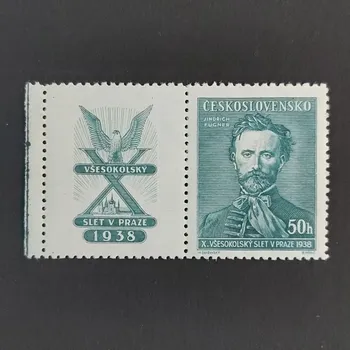 VŠESOKOLSKÝ
X
SLET V PRAZE
1938
ČESKOSLOVENSKO
JINDŘICH
FÜGNER
50h
X. VŠESOKOLSKÝ SLET V PRAZE 1938